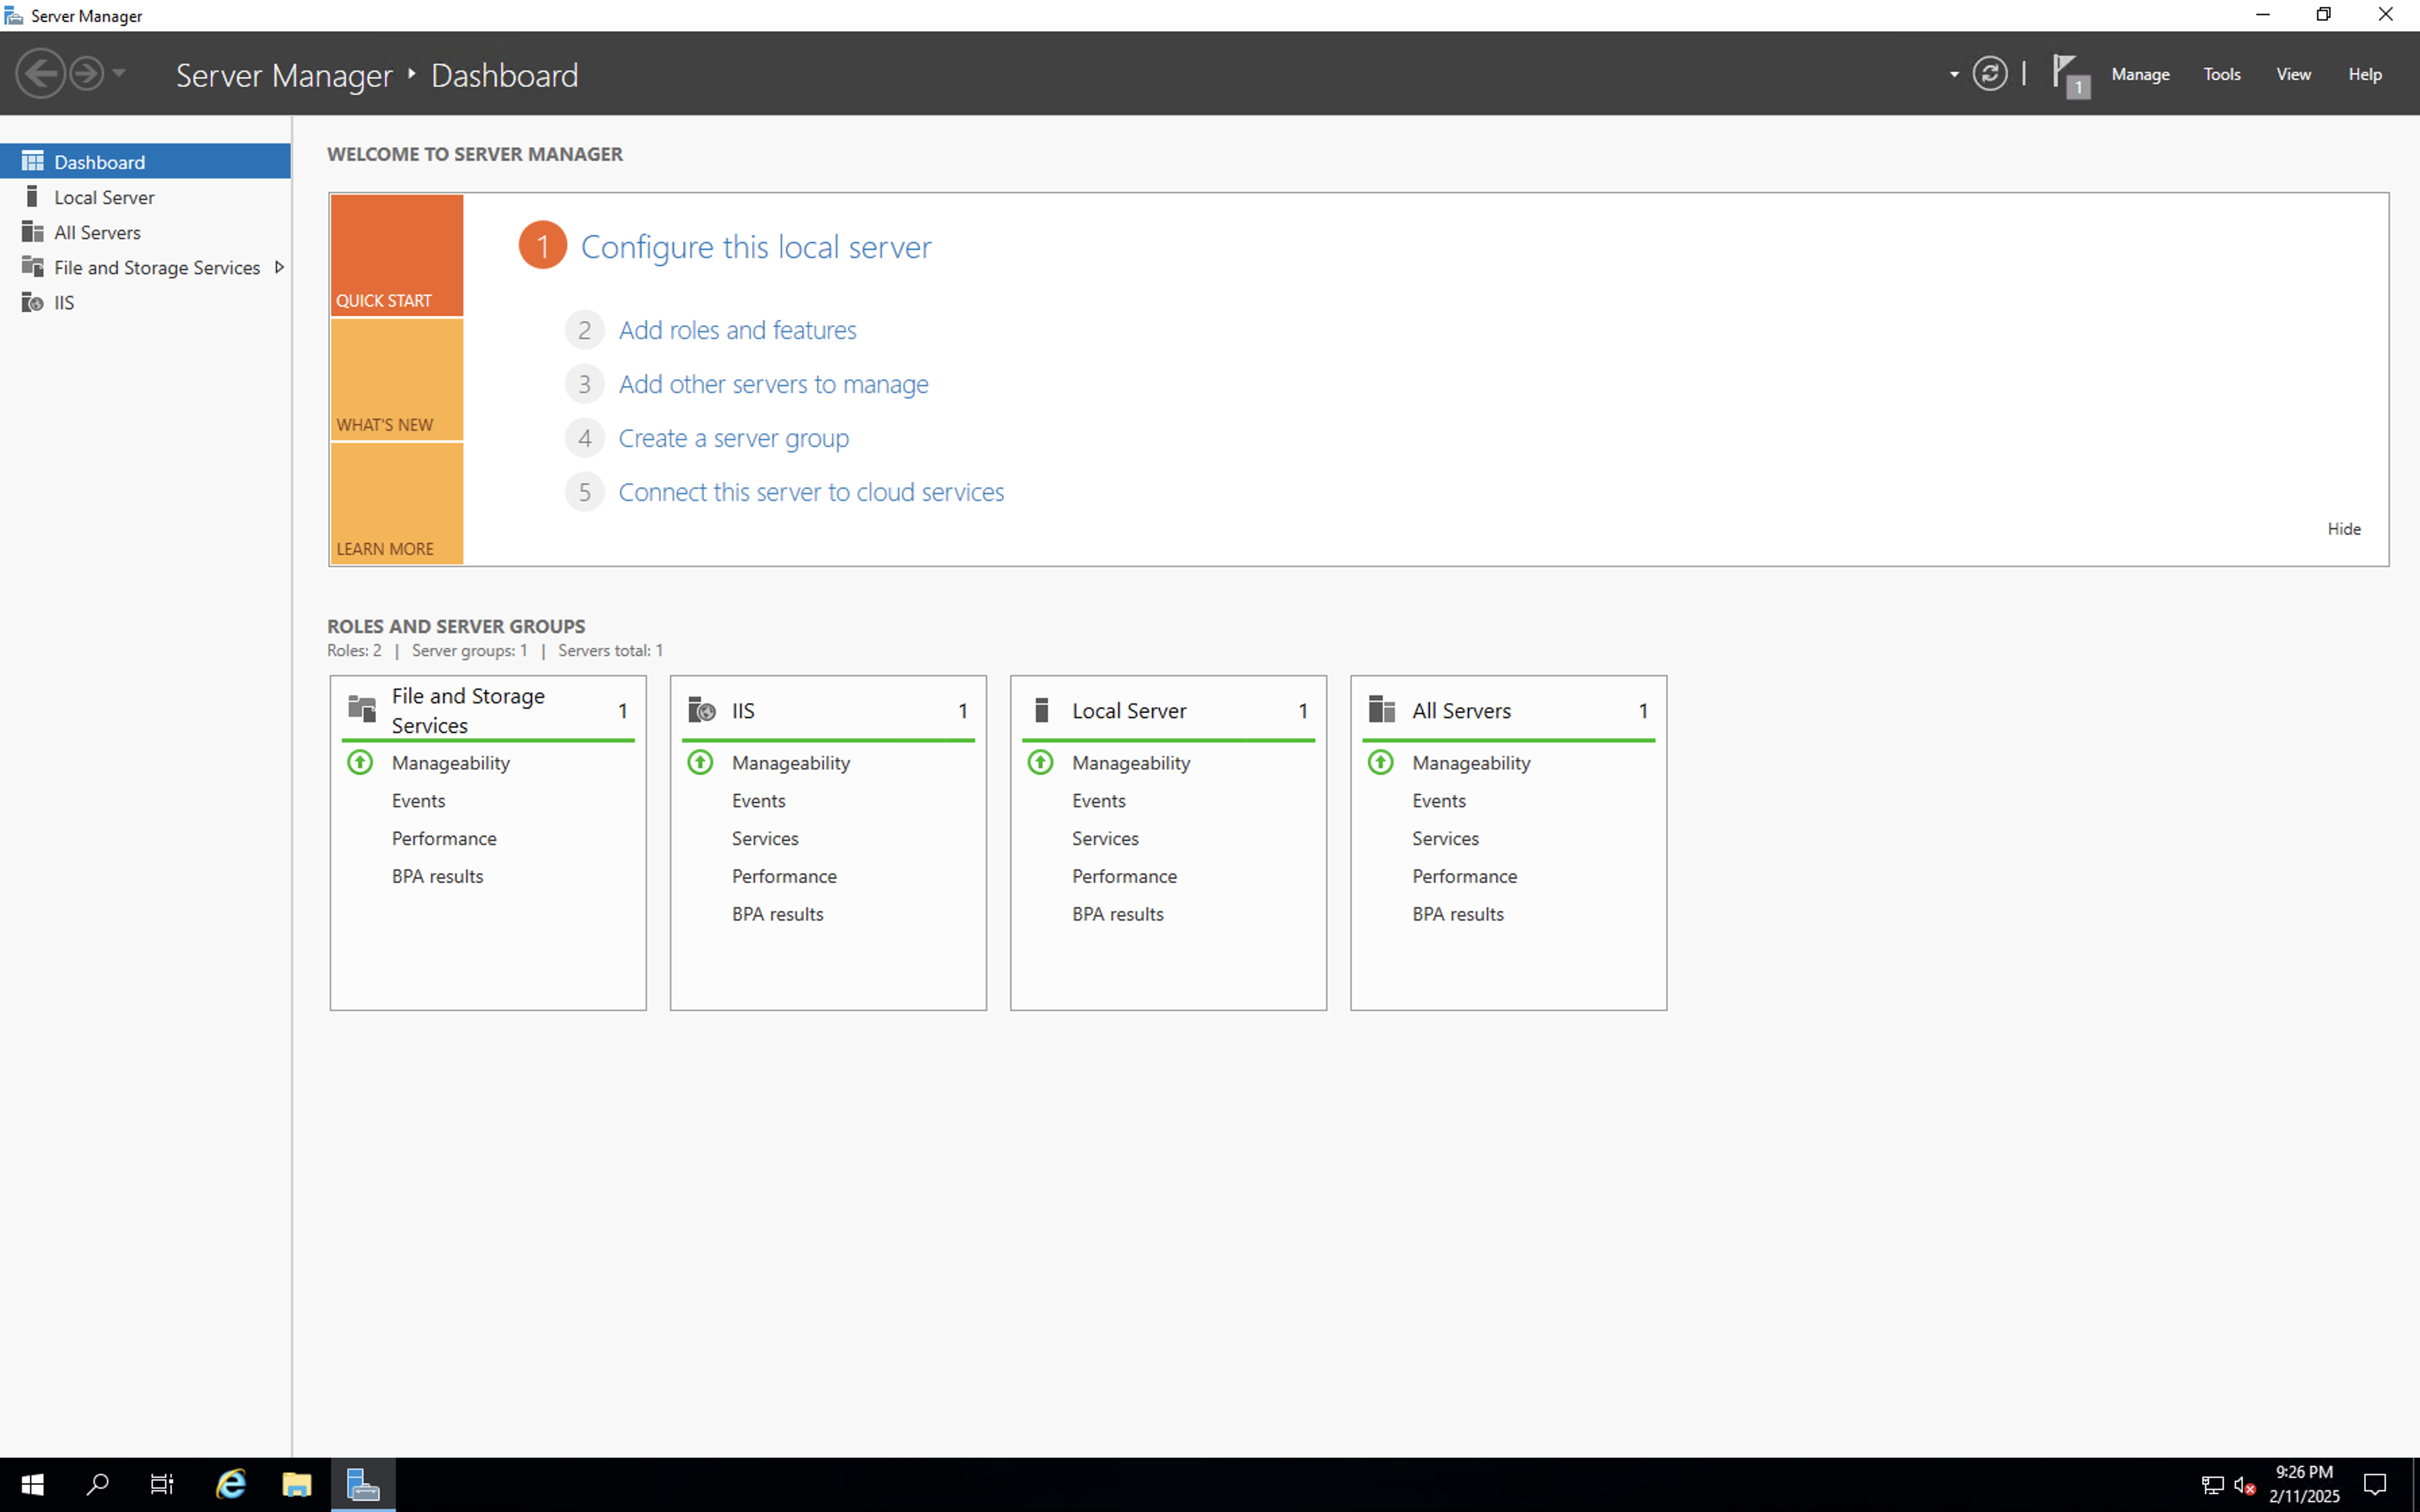 Server Manager
Server Manager ‣ Dashboard
1
Manage
Tools
View
Help
Dashboard
Local Server
All Servers
File and Storage Services
IIS
WELCOME TO SERVER MANAGER
QUICK START
WHAT'S NEW
LEARN MORE
1 Configure this local server
2 Add roles and features
3 Add other servers to manage
4 Create a server group
5 Connect this server to cloud services
Hide
ROLES AND SERVER GROUPS
Roles: 2 | Server groups: 1 | Servers total: 1
File and Storage
Services
1
Manageability
Events
Performance
BPA results
IIS 1
Manageability
Events
Services
Performance
BPA results
Local Server 1
Manageability
Events
Services
Performance
BPA results
All Servers 1
Manageability
Events
Services
Performance
BPA results
9:26 PM
2/11/2025